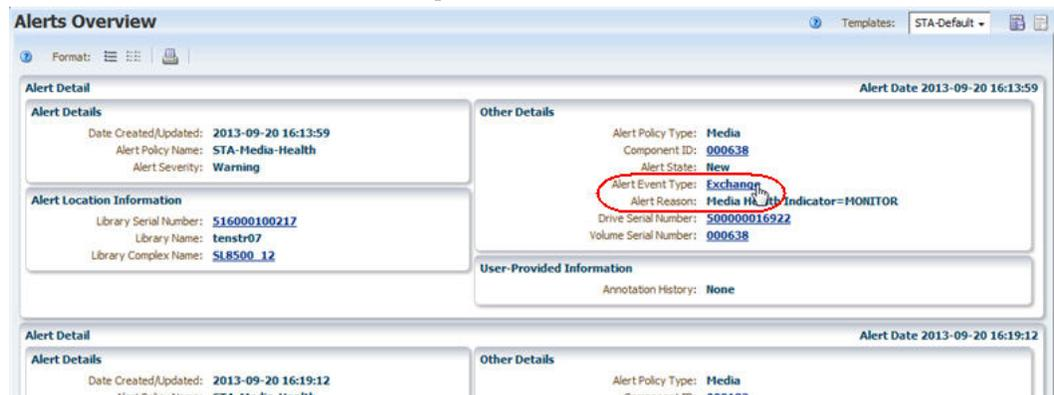 Alerts Overview
Templates: STA-Default
Format:
Alert Detail
Alert Date 2013-09-20 16:13:59
Alert Details
Date Created/Updated: 2013-09-20 16:13:59
Alert Policy Name: STA-Media-Health
Alert Severity: Warning
Alert Location Information
Library Serial Number: 516000100217
Library Name: tenstr07
Library Complex Name: SL8500_12
Other Details
Alert Policy Type: Media
Component ID: 000638
Alert State: New
Alert Event Type: Exchange
Alert Reason: Media Health Indicator=MONITOR
Drive Serial Number: 500000016922
Volume Serial Number: 000638
User-Provided Information
Annotation History: None
Alert Detail
Alert Date 2013-09-20 16:19:12
Alert Details
Date Created/Updated: 2013-09-20 16:19:12
Other Details
Alert Policy Type: Media